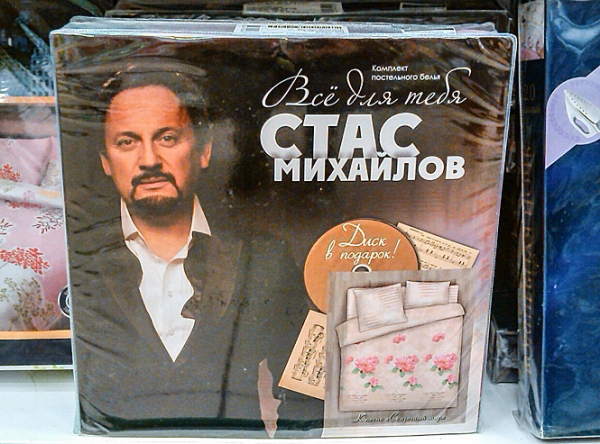 Комплект
постельного белья
Всё для тебя
СТАС
МИХАЙЛОВ
Диск
в подарок!